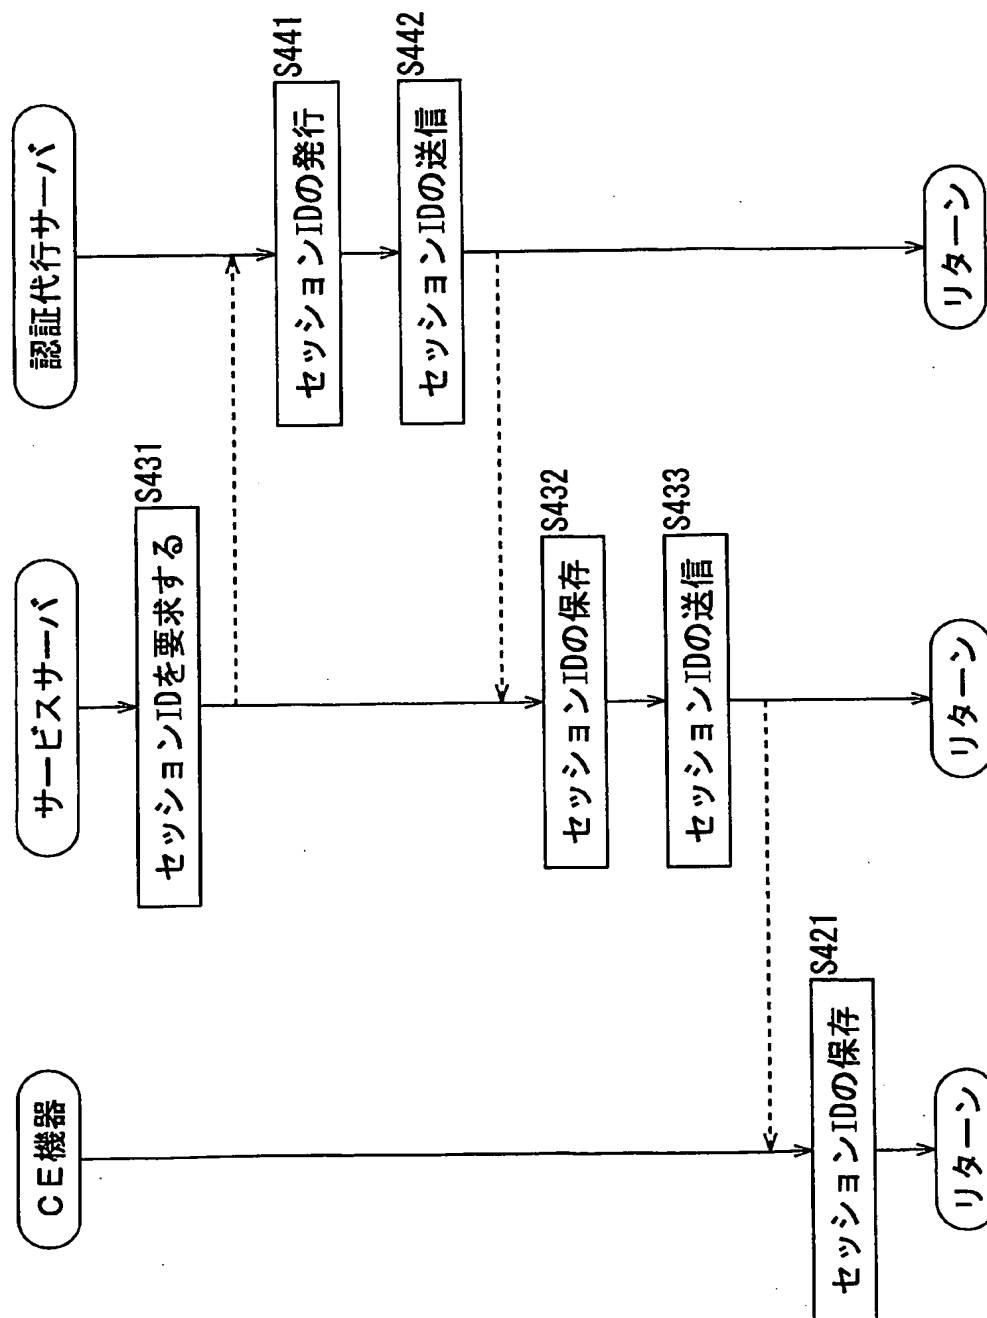 CE機器
サービスサーバ
認証代行サーバ
S431
セッションIDを要求する
S441
セッションIDの発行
S442
セッションIDの送信
S432
セッションIDの保存
S433
セッションIDの送信
S421
セッションIDの保存
リターン
リターン
リターン